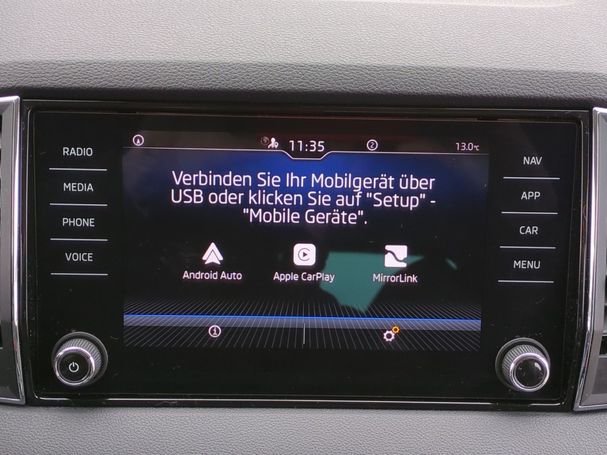 RADIO
MEDIA
PHONE
VOICE
11:35
2
13.0°C
Verbinden Sie Ihr Mobilgerät über
USB oder klicken Sie auf "Setup" -
"Mobile Geräte".
Android Auto
Apple CarPlay
MirrorLink
NAV
APP
CAR
MENU